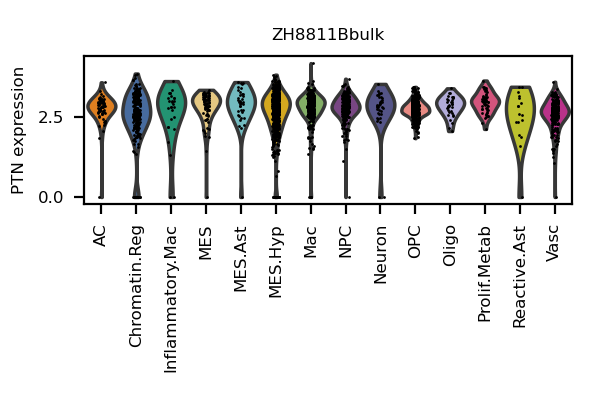 ZH8811Bbulk
PTN expression
2.5
0.0
AC
Chromatin.Reg
Inflammatory.Mac
MES
MES.Ast
MES.Hyp
Mac
NPC
Neuron
OPC
Oligo
Prolif.Metab
Reactive.Ast
Vasc